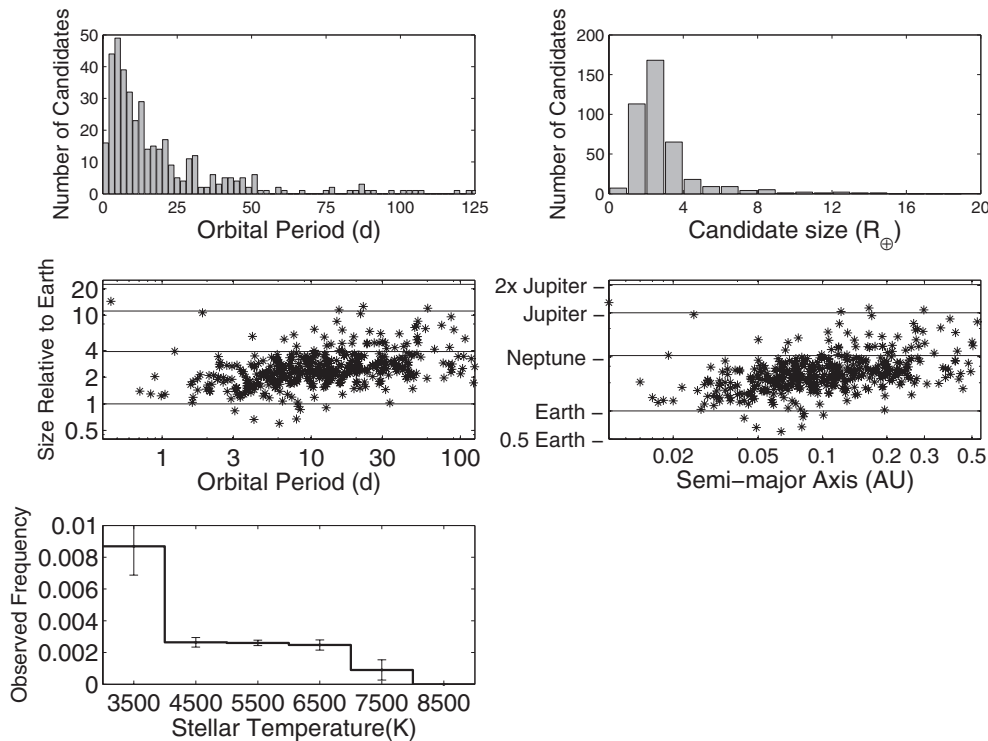 50
40
30
20
10
0
0 25 50 75 100 125
Number of Candidates
Orbital Period (d)
200
150
100
50
0
0 4 8 12 16 20
Number of Candidates
Candidate size (R⊕)
20
10
4
2
1
0.5
1 3 10 30 100
Size Relative to Earth
Orbital Period (d)
2x Jupiter
Jupiter
Neptune
Earth
0.5 Earth
0.02 0.05 0.1 0.2 0.3 0.5
Semi-major Axis (AU)
0.01
0.008
0.006
0.004
0.002
0
3500 4500 5500 6500 7500 8500
Observed Frequency
Stellar Temperature(K)